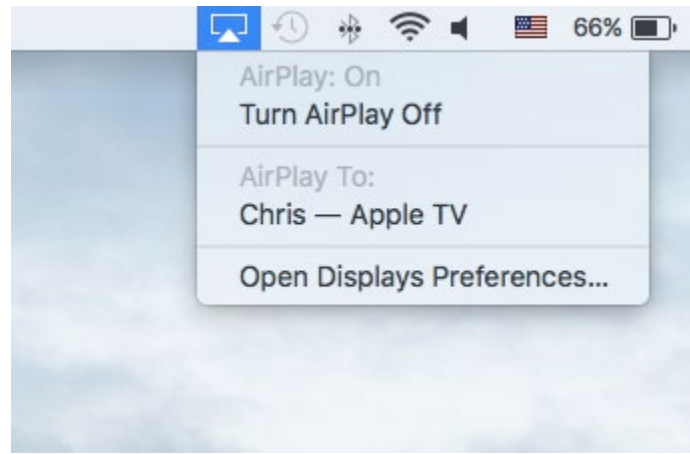 66%
AirPlay: On
Turn AirPlay Off
AirPlay To:
Chris — Apple TV
Open Displays Preferences...